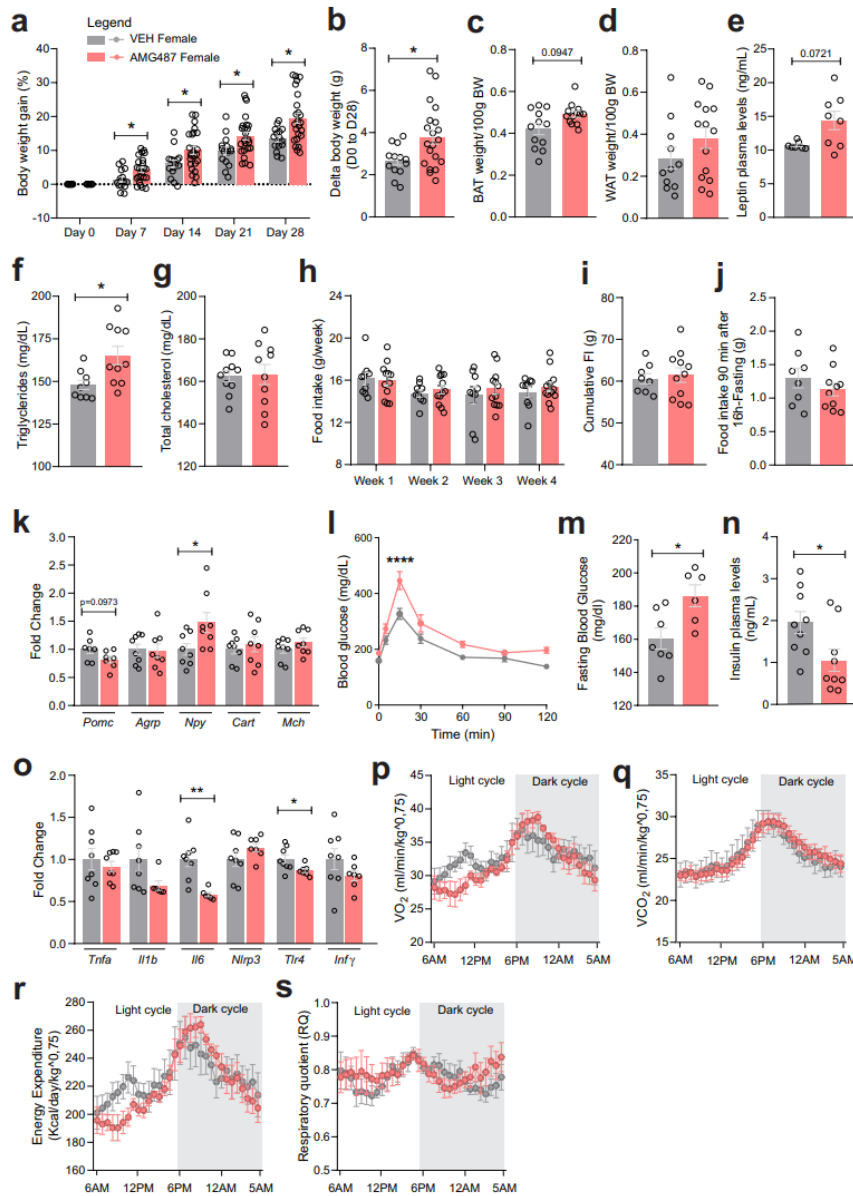 Legend
VEH Female
AMG487 Female
a
Body weight gain (%)
40
30
20
10
0
-10
Day 0 Day 7 Day 14 Day 21 Day 28
* * * *
b
Delta body weight (g)
(D0 to D28)
8
6
4
2
0
*
c
BAT weight/100g BW
0.8
0.6
0.4
0.2
0.0
0.0947
d
WAT weight/100g BW
0.8
0.6
0.4
0.2
0.0
e
Leptin plasma levels (ng/mL)
25
20
15
10
5
0
0.0721
f
Triglycerides (mg/dL)
200
175
150
125
100
*
g
Total cholesterol (mg/dL)
200
180
160
140
120
h
Food intake (g/week)
24
20
16
12
8
Week 1 Week 2 Week 3 Week 4
i
Cumulative FI (g)
80
70
60
50
40
j
Food intake 90 min after
16h-Fasting (g)
2.5
2.0
1.5
1.0
0.5
0.0
k
Fold Change
3.0
2.5
2.0
1.5
1.0
0.5
0.0
p=0.0973
*
Pomc Agrp Npy Cart Mch
l
Blood glucose (mg/dL)
600
400
200
0
****
0 30 60 90 120
Time (min)
m
Fasting Blood Glucose
(mg/dl)
220
200
180
160
140
120
*
n
Insulin plasma levels
(ng/mL)
4
3
2
1
0
*
o
Fold Change
2.0
1.5
1.0
0.5
0.0
** *
Tnfa Il1b Il6 Nlrp3 Tlr4 Infγ
p
VO2 (ml/min/kg^0,75)
45
40
35
30
25
20
15
Light cycle Dark cycle
6AM 12PM 6PM 12AM 5AM
q
VCO2 (ml/min/kg^0,75)
35
30
25
20
15
Light cycle Dark cycle
6AM 12PM 6PM 12AM 5AM
r
Energy Expenditure
(Kcal/day/kg^0,75)
280
260
240
220
200
180
160
Light cycle Dark cycle
6AM 12PM 6PM 12AM 5AM
s
Respiratory quotient (RQ)
1.0
0.9
0.8
0.7
0.6
0.5
Light cycle Dark cycle
6AM 12PM 6PM 12AM 5AM